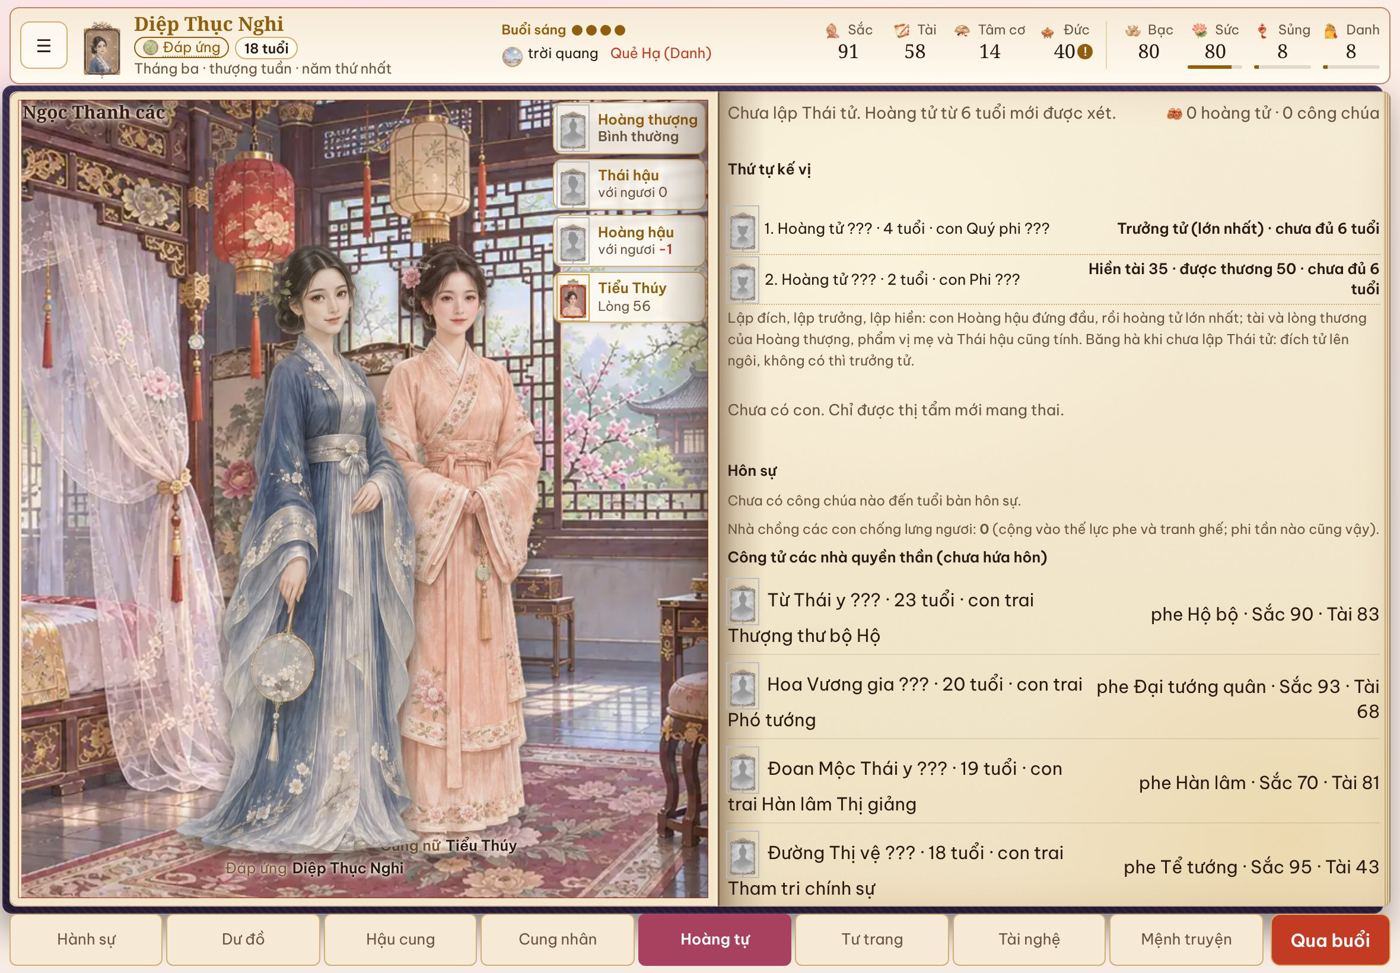 Diệp Thục Nghi
Đáp ứng 18 tuổi
Tháng ba · thượng tuần · năm thứ nhất
Buổi sáng
trời quang Quẻ Hạ (Danh)
Sắc 91
Tài 58
Tâm cơ 14
Đức 40!
Bạc 80
Sức 80
Sủng 8
Danh 8
Ngọc Thanh các
Hoàng thượng
Bình thường
Thái hậu
với ngươi 0
Hoàng hậu
với ngươi -1
Tiểu Thúy
Lòng 56
Cung nữ Tiểu Thúy
Đáp ứng Diệp Thục Nghi
Chưa lập Thái tử. Hoàng tử từ 6 tuổi mới được xét. 0 hoàng tử · 0 công chúa
Thứ tự kế vị
1. Hoàng tử ??? · 4 tuổi · con Quý phi ??? Trưởng tử (lớn nhất) · chưa đủ 6 tuổi
2. Hoàng tử ??? · 2 tuổi · con Phi ??? Hiền tài 35 · được thương 50 · chưa đủ 6
tuổi
Lập đích, lập trưởng, lập hiền: con Hoàng hậu đứng đầu, rồi hoàng tử lớn nhất; tài và lòng thương
của Hoàng thượng, phẩm vị mẹ và Thái hậu cũng tính. Băng hà khi chưa lập Thái tử: đích tử lên
ngôi, không có thì trưởng tử.
Chưa có con. Chỉ được thị tẩm mới mang thai.
Hôn sự
Chưa có công chúa nào đến tuổi bàn hôn sự.
Nhà chồng các con chống lưng ngươi: 0 (cộng vào thế lực phe và tranh ghế; phi tần nào cũng vậy).
Công tử các nhà quyền thần (chưa hứa hôn)
Từ Thái y ??? · 23 tuổi · con trai
Thượng thư bộ Hộ
phe Hộ bộ · Sắc 90 · Tài 83
Hoa Vương gia ??? · 20 tuổi · con trai
Phó tướng
phe Đại tướng quân · Sắc 93 · Tài
68
Đoan Mộc Thái y ??? · 19 tuổi · con
trai Hàn lâm Thị giảng
phe Hàn lâm · Sắc 70 · Tài 81
Đường Thị vệ ??? · 18 tuổi · con trai
Tham tri chính sự
phe Tể tướng · Sắc 95 · Tài 43
Hành sự
Dư đồ
Hậu cung
Cung nhân
Hoàng tự
Tư trang
Tài nghệ
Mệnh truyện
Qua buổi